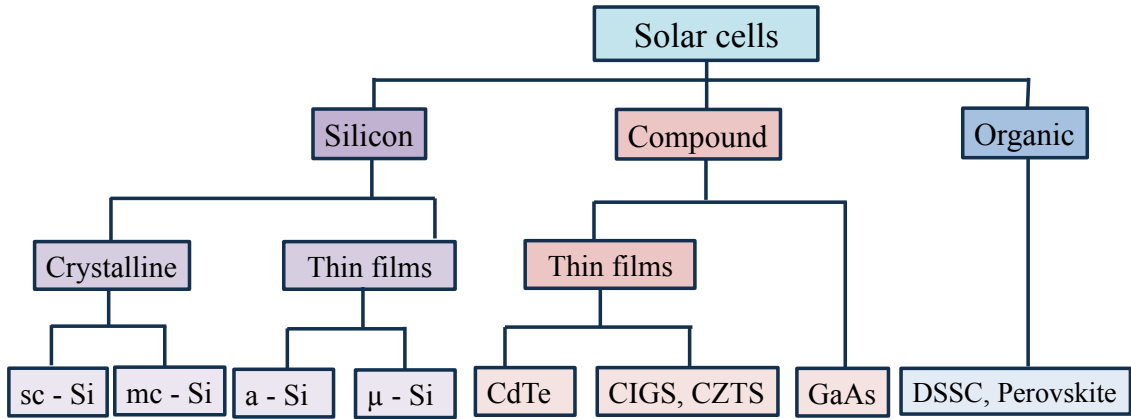 Solar cells
Silicon
Compound
Organic
Crystalline
Thin films
Thin films
sc - Si
mc - Si
a - Si
µ - Si
CdTe
CIGS, CZTS
GaAs
DSSC, Perovskite